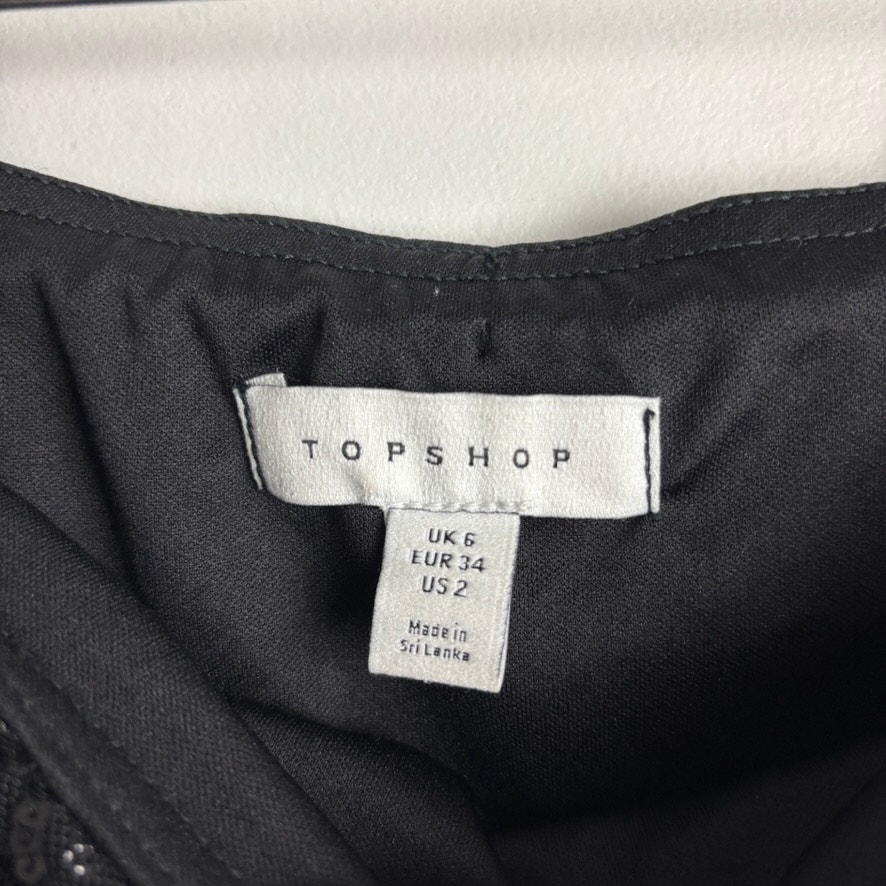 TOPSHOP
UK 6
EUR 34
US 2
Made in
Sri Lanka